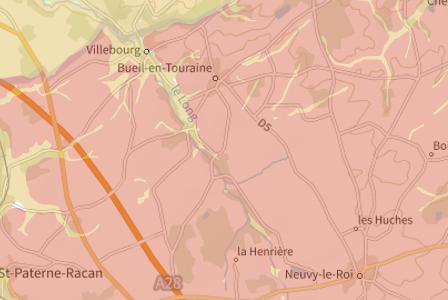 Che
Villebourg
Bueil-en-Touraine
le Long
D5
Bo
les Huches
la Henrière
St-Paterne-Racan
Neuvy-le-Roi
A28